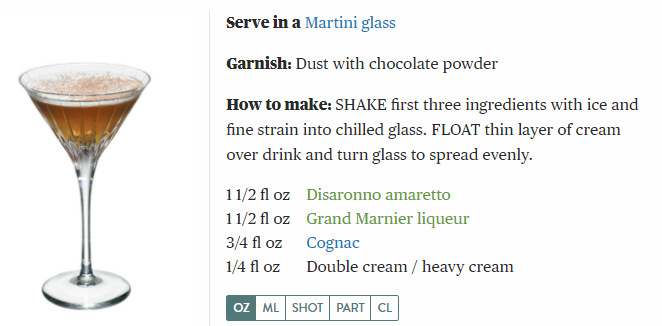 Serve in a Martini glass
Garnish: Dust with chocolate powder
How to make: SHAKE first three ingredients with ice and
fine strain into chilled glass. FLOAT thin layer of cream
over drink and turn glass to spread evenly.
1 1/2 fl oz Disaronno amaretto
1 1/2 fl oz Grand Marnier liqueur
3/4 fl oz Cognac
1/4 fl oz Double cream / heavy cream
OZ ML SHOT PART CL